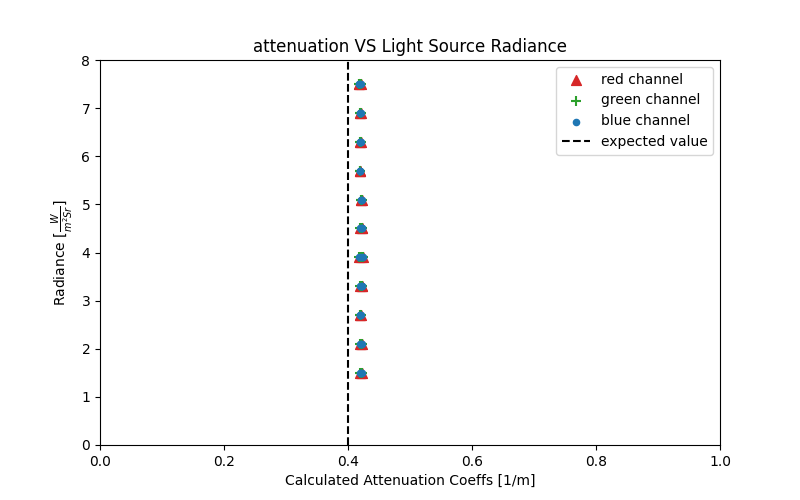 attenuation VS Light Source Radiance
8
7
6
5
4
3
2
1
0
Radiance [W/m²Sr]
red channel
green channel
blue channel
expected value
0.0 0.2 0.4 0.6 0.8 1.0
Calculated Attenuation Coeffs [1/m]